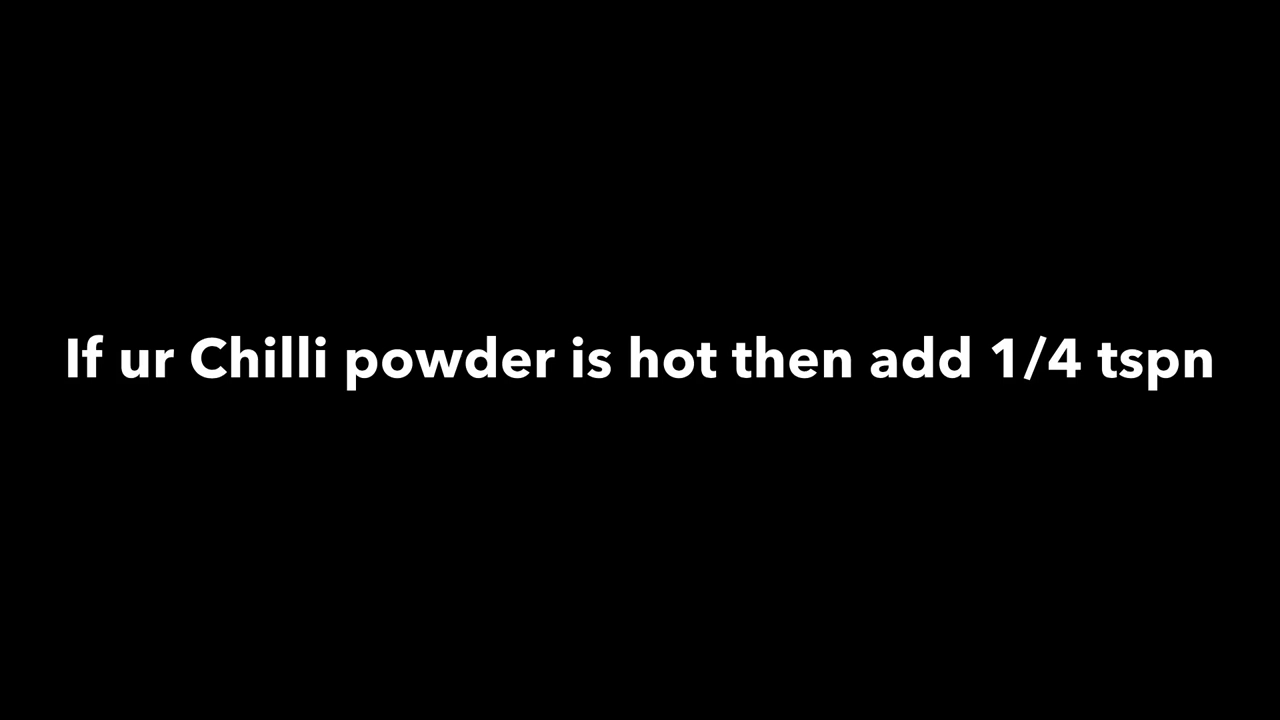 If ur Chilli powder is hot then add 1/4 tspn